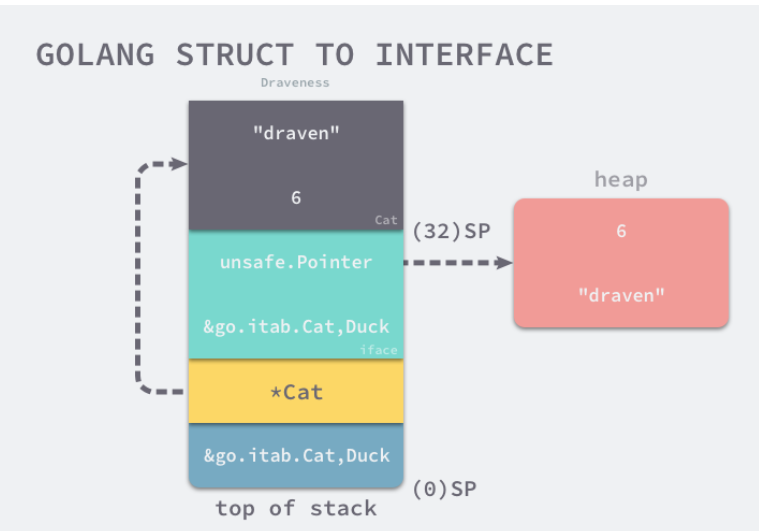 GOLANG STRUCT TO INTERFACE
Draveness
"draven"
6
Cat
(32)SP
unsafe.Pointer
&go.itab.Cat,Duck
iface
*Cat
&go.itab.Cat,Duck
(0)SP
top of stack
heap
6
"draven"